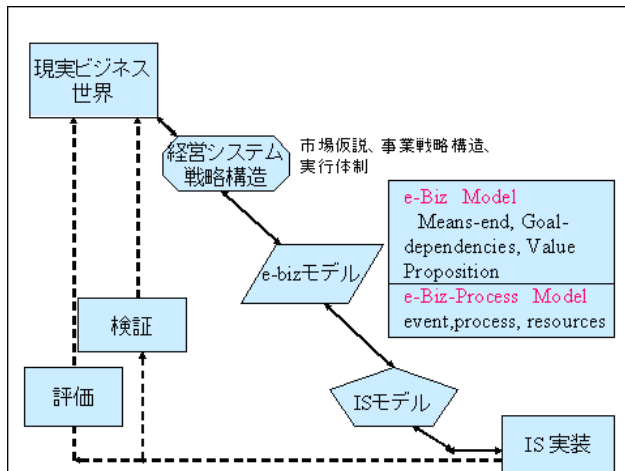 現実ビジネス
世界
経営システム
戦略構造
市場仮説、事業戦略構造、
実行体制
e-Biz Model
Means-end, Goal-
dependencies, Value
Proposition
e-Biz-Process Model
event,process, resources
e-bizモデル
検証
評価
ISモデル
IS 実装